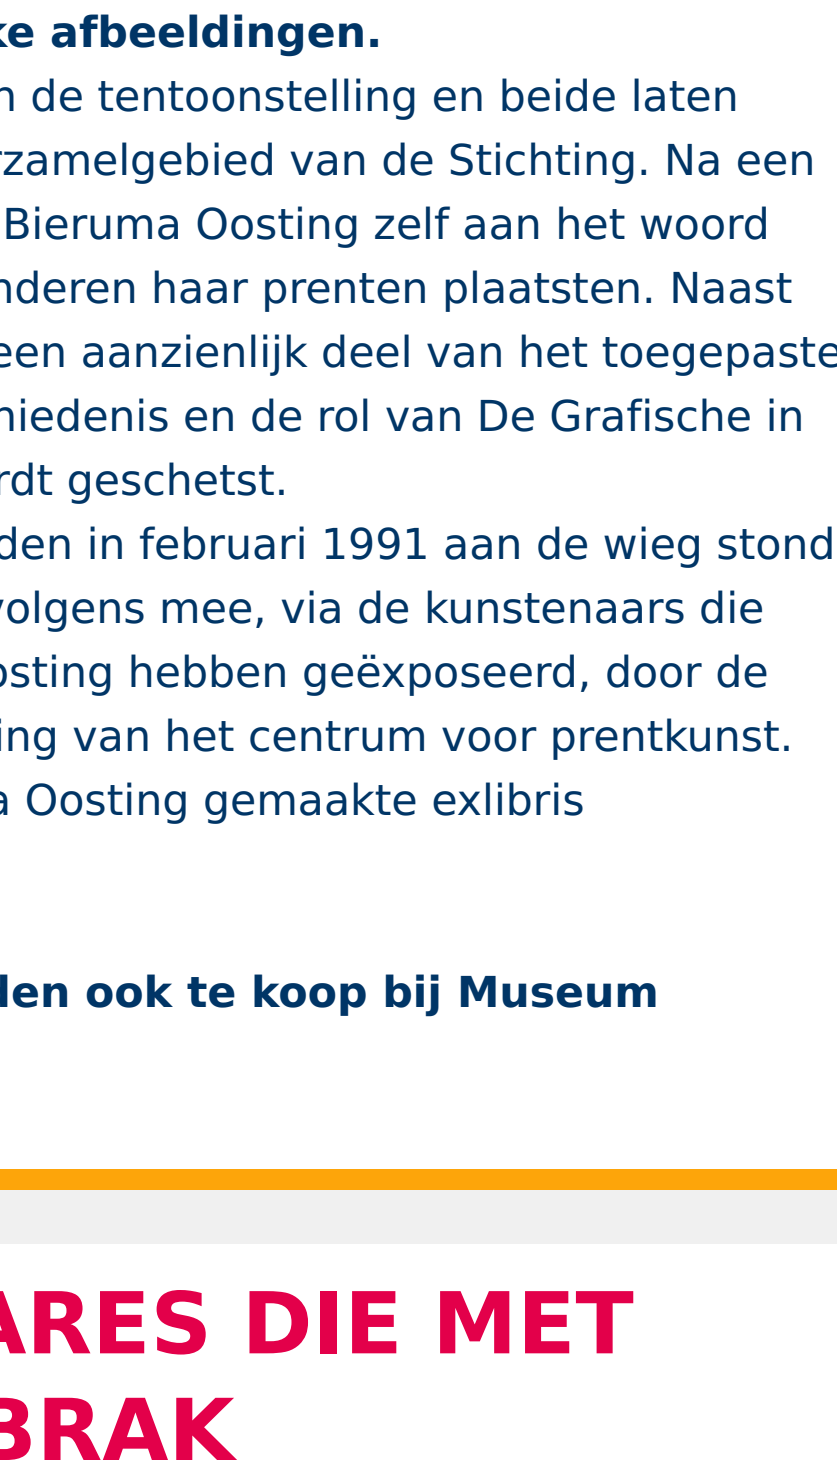 ke afbeeldingen.
n de tentoonstelling en beide laten
rzamelgebied van de Stichting. Na een
Bieruma Oosting zelf aan het woord
nderen haar prenten plaatsten. Naast
een aanzienlijk deel van het toegepaste
hiedenis en de rol van De Grafische in
rdt geschetst.
den in februari 1991 aan de wieg stond
volgens mee, via de kunstenaars die
osting hebben geëxposeerd, door de
ing van het centrum voor prentkunst.
a Oosting gemaakte exlibris
den ook te koop bij Museum
ARES DIE MET
BRAK